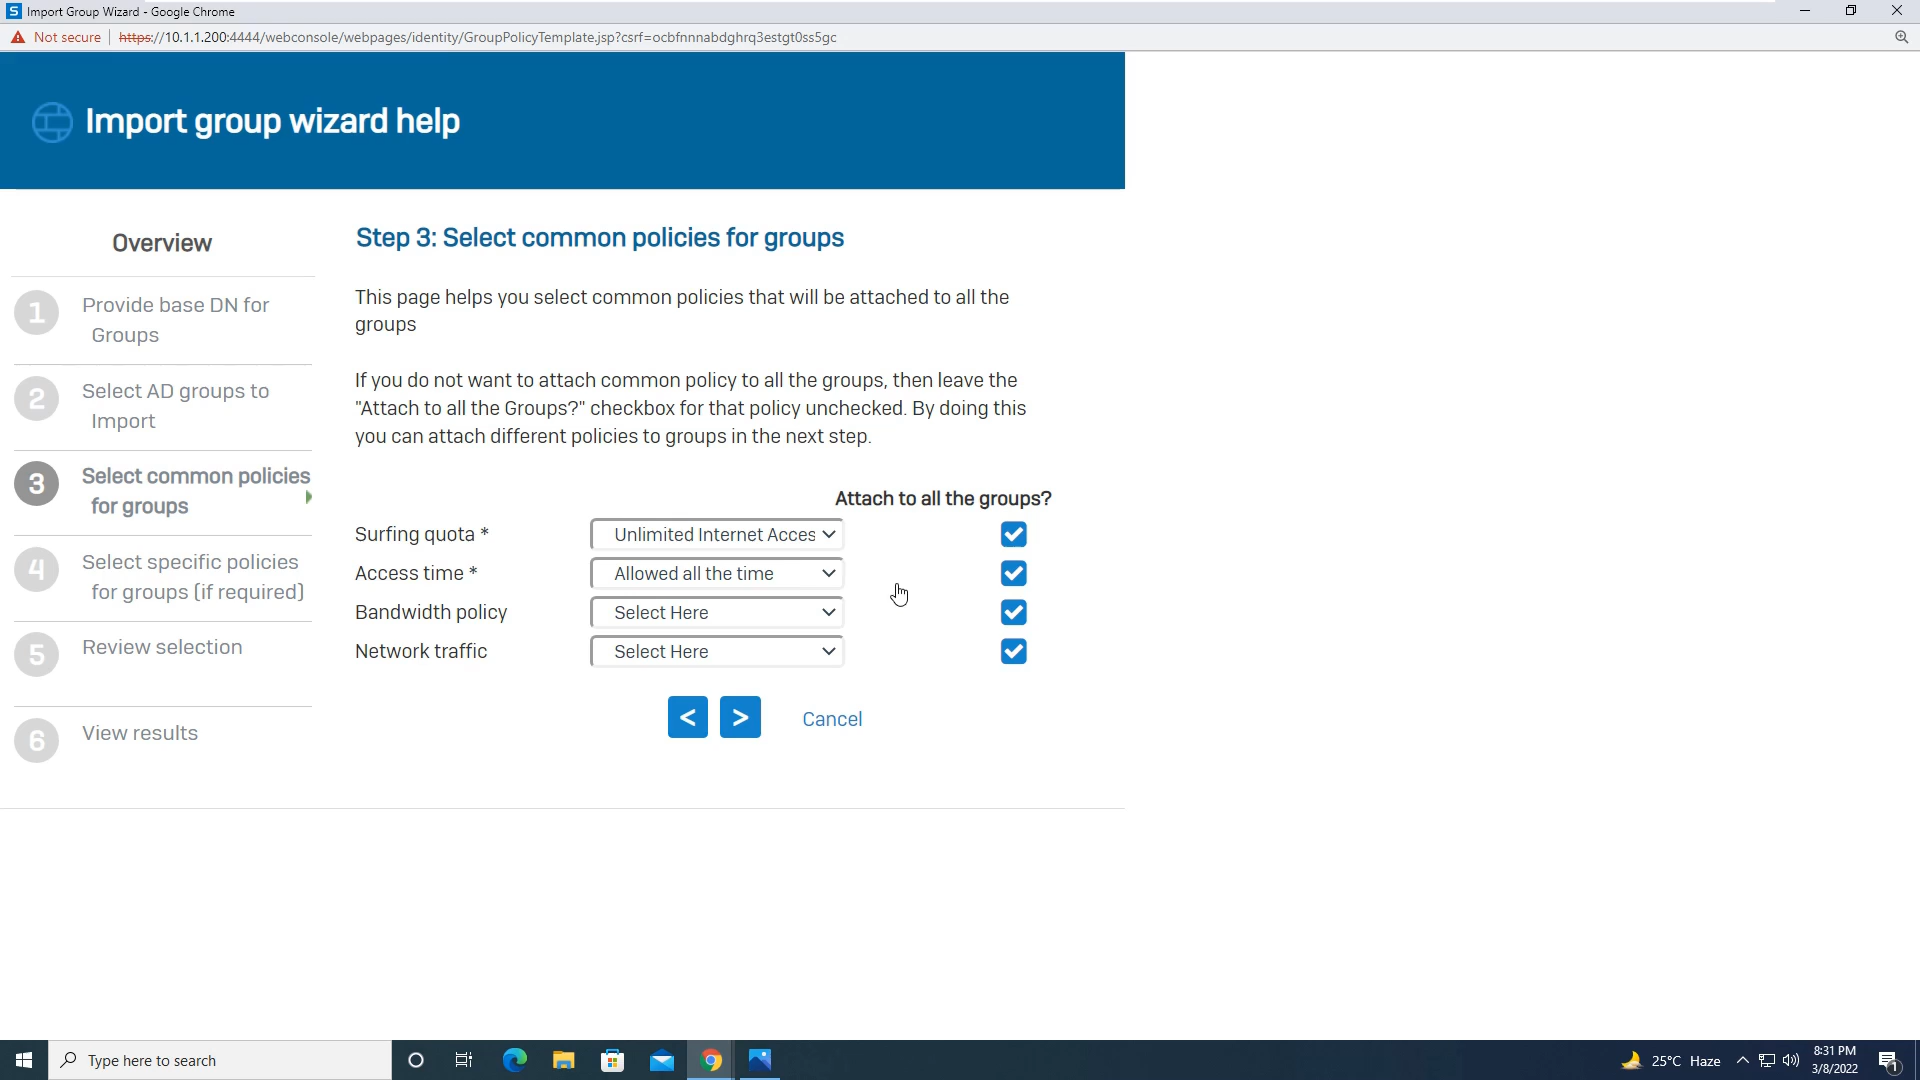 Import Group Wizard - Google Chrome
Not secure | https://10.1.1.200:4444/webconsole/webpages/identity/GroupPolicyTemplate.jsp?csrf=ocbfnnnabdghrq3estgt0ss5gc
Import group wizard help
Overview
1 Provide base DN for
Groups
2 Select AD groups to
Import
3 Select common policies
for groups
4 Select specific policies
for groups (if required)
5 Review selection
6 View results
Step 3: Select common policies for groups
This page helps you select common policies that will be attached to all the
groups
If you do not want to attach common policy to all the groups, then leave the
"Attach to all the Groups?" checkbox for that policy unchecked. By doing this
you can attach different policies to groups in the next step.
Attach to all the groups?
Surfing quota * Unlimited Internet Acces
Access time * Allowed all the time
Bandwidth policy Select Here
Network traffic Select Here
< > Cancel
Type here to search
25°C Haze
8:31 PM
3/8/2022
1